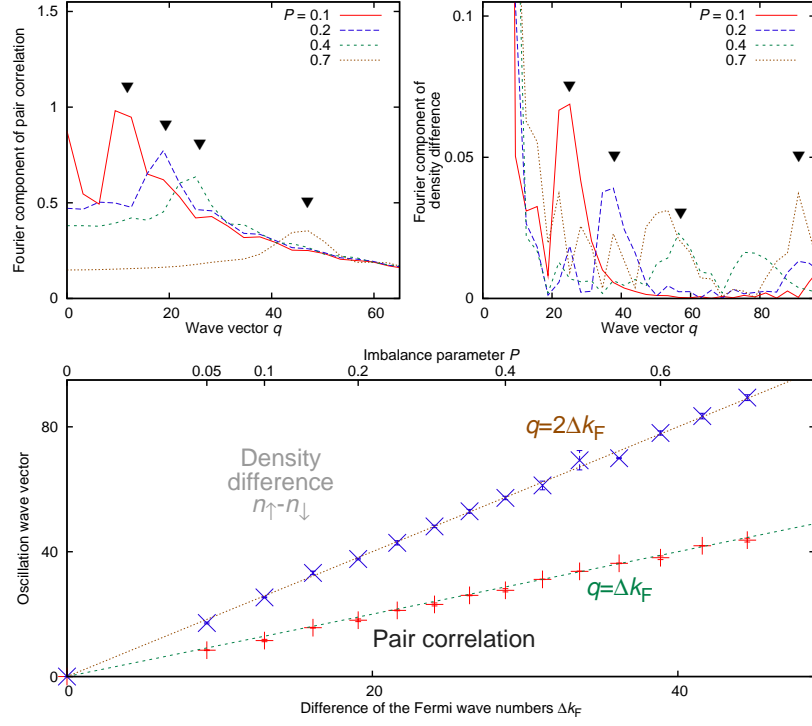 1.5
1
0.5
0
P = 0.1
0.2
0.4
0.7
Fourier component of pair correlation
0 20 40 60
Wave vector q
0.1
0.05
0
P = 0.1
0.2
0.4
0.7
Fourier component of
density difference
0 20 40 60 80
Wave vector q
Imbalance parameter P
0 0.05 0.1 0.2 0.4 0.6
80
40
0
Oscillation wave vector
q=2ΔkF
Density
difference
n↑-n↓
q=ΔkF
Pair correlation
0 20 40
Difference of the Fermi wave numbers ΔkF